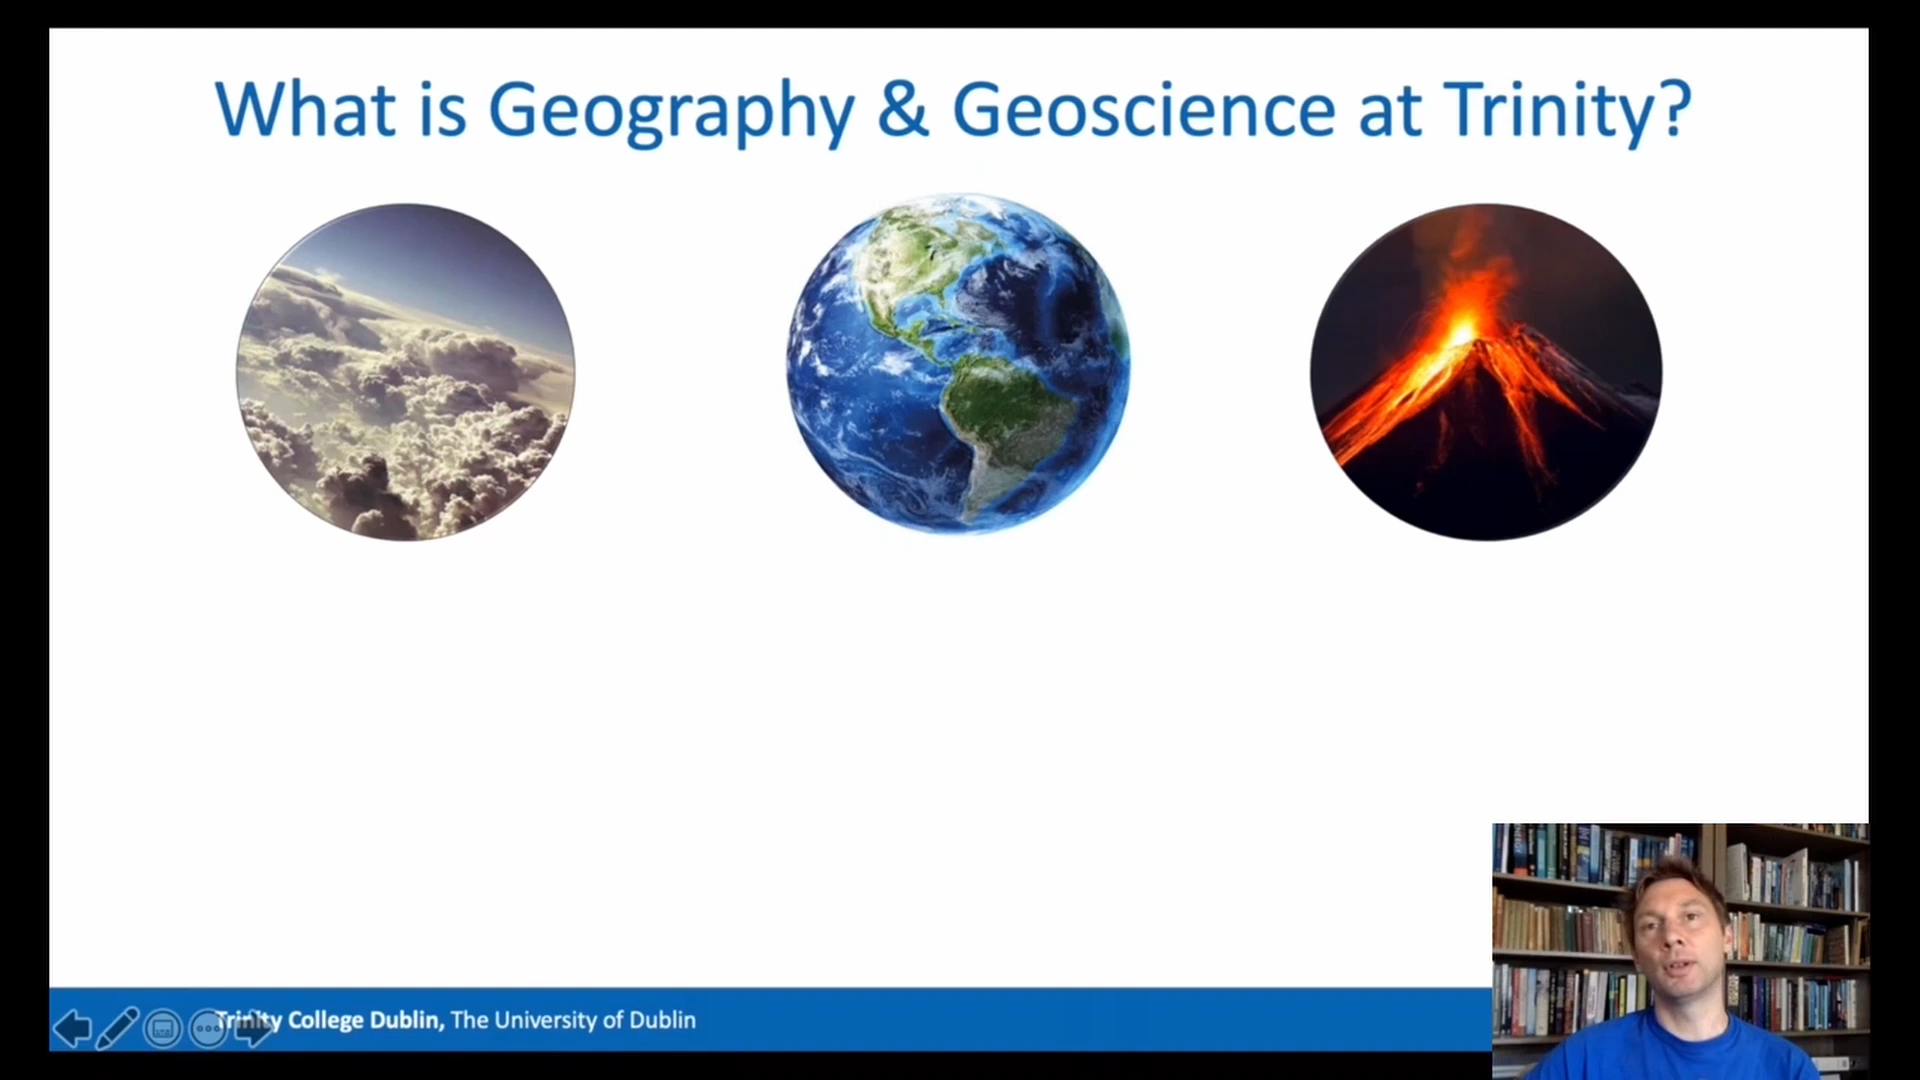 What is Geography & Geoscience at Trinity?
Trinity College Dublin, The University of Dublin